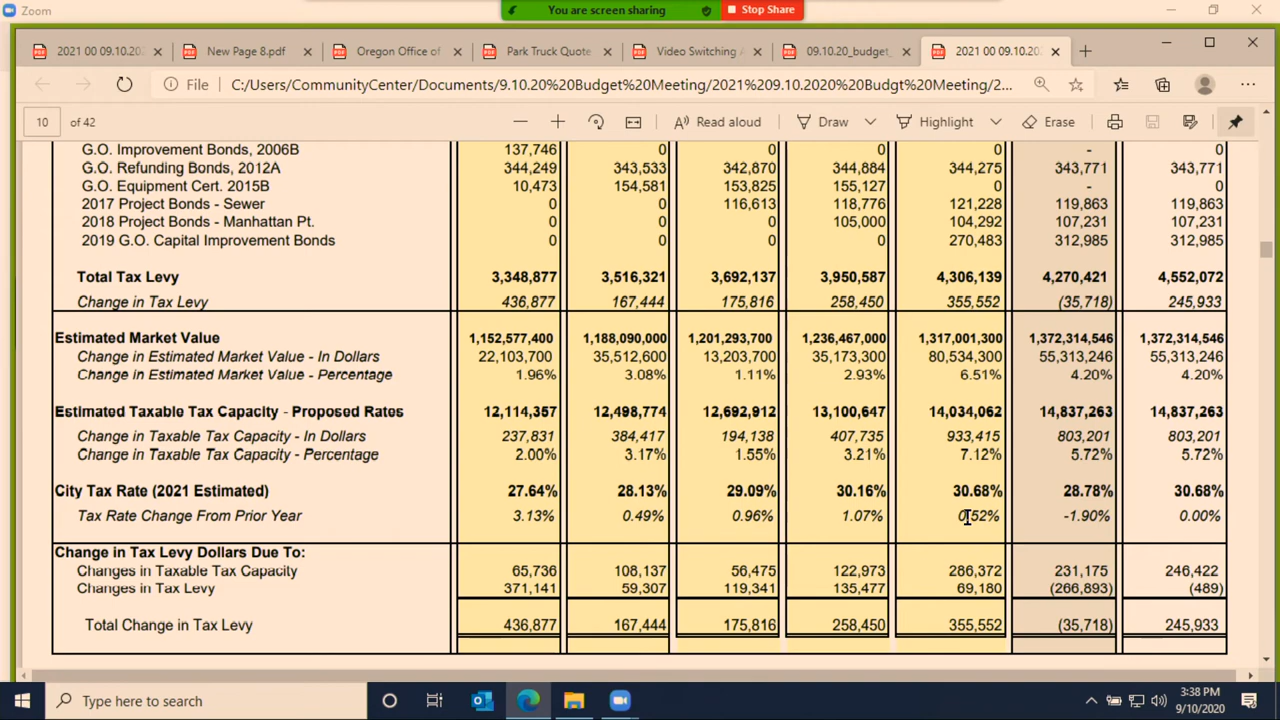 Zoom You are screen sharing Stop Share
2021 00 09.10.202 New Page 8.pdf Oregon Office of Park Truck Quote. Video Switching 09.10.20_budget_ 2021 00 09.10.202
File C:/Users/CommunityCenter/Documents/9.10.20%20Budget%20Meeting/2021%209.10.2020%20Budgt%20Meeting/2...
10 of 42 Read aloud Draw Highlight Erase
G.O. Improvement Bonds, 2006B 137,746 0 0 0 0 - 0
G.O. Refunding Bonds, 2012A 344,249 343,533 342,870 344,884 344,275 343,771 343,771
G.O. Equipment Cert. 2015B 10,473 154,581 153,825 155,127 0 - 0
2017 Project Bonds - Sewer 0 0 116,613 118,776 121,228 119,863 119,863
2018 Project Bonds - Manhattan Pt. 0 0 0 105,000 104,292 107,231 107,231
2019 G.O. Capital Improvement Bonds 0 0 0 0 270,483 312,985 312,985
Total Tax Levy 3,348,877 3,516,321 3,692,137 3,950,587 4,306,139 4,270,421 4,552,072
Change in Tax Levy 436,877 167,444 175,816 258,450 355,552 (35,718) 245,933
Estimated Market Value 1,152,577,400 1,188,090,000 1,201,293,700 1,236,467,000 1,317,001,300 1,372,314,546 1,372,314,546
Change in Estimated Market Value - In Dollars 22,103,700 35,512,600 13,203,700 35,173,300 80,534,300 55,313,246 55,313,246
Change in Estimated Market Value - Percentage 1.96% 3.08% 1.11% 2.93% 6.51% 4.20% 4.20%
Estimated Taxable Tax Capacity - Proposed Rates 12,114,357 12,498,774 12,692,912 13,100,647 14,034,062 14,837,263 14,837,263
Change in Taxable Tax Capacity - In Dollars 237,831 384,417 194,138 407,735 933,415 803,201 803,201
Change in Taxable Tax Capacity - Percentage 2.00% 3.17% 1.55% 3.21% 7.12% 5.72% 5.72%
City Tax Rate (2021 Estimated) 27.64% 28.13% 29.09% 30.16% 30.68% 28.78% 30.68%
Tax Rate Change From Prior Year 3.13% 0.49% 0.96% 1.07% 0.52% -1.90% 0.00%
Change in Tax Levy Dollars Due To:
Changes in Taxable Tax Capacity 65,736 108,137 56,475 122,973 286,372 231,175 246,422
Changes in Tax Levy 371,141 59,307 119,341 135,477 69,180 (266,893) (489)
Total Change in Tax Levy 436,877 167,444 175,816 258,450 355,552 (35,718) 245,933
Type here to search 3:38 PM
9/10/2020